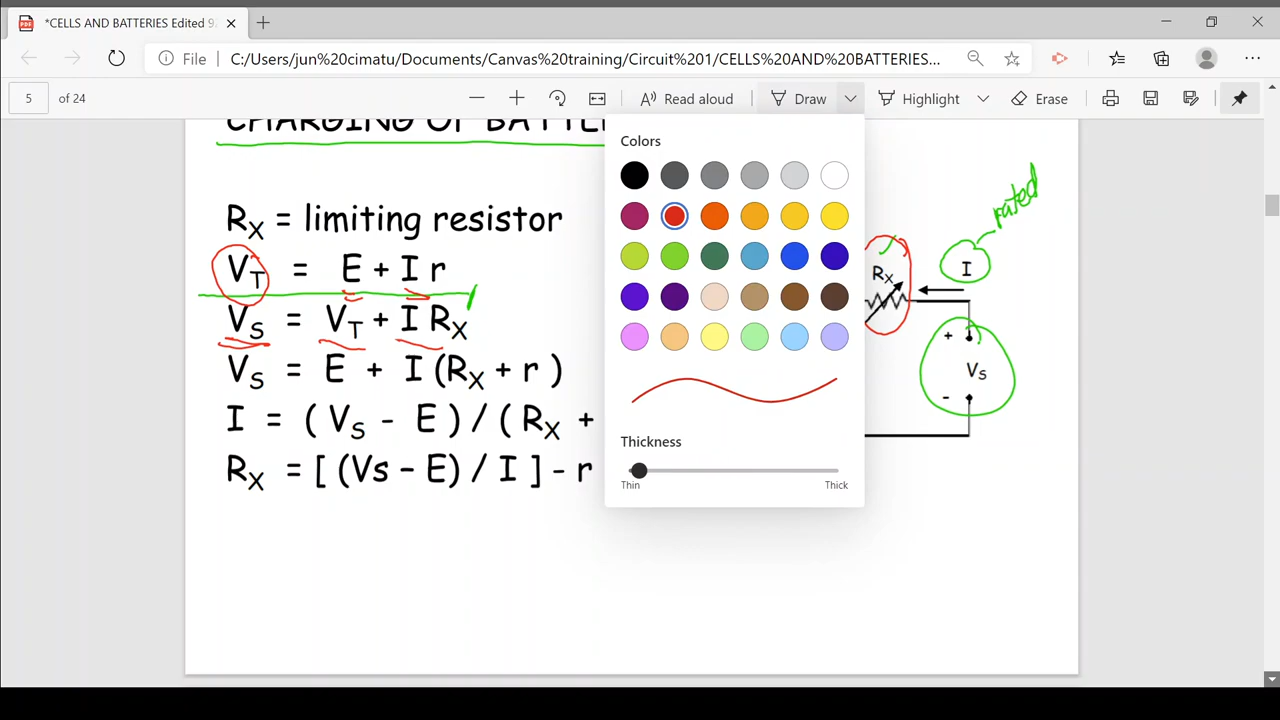 *CELLS AND BATTERIES Edited 9
File
C:/Users/jun%20cimatu/Documents/Canvas%20training/Circuit%201/CELLS%20AND%20BATTERIES...
5 of 24
Read aloud
Draw
Highlight
Erase
CHARGING OF BATTE
Colors
RX = limiting resistor
VT = E + I r
VS = VT + I RX
VS = E + I (RX + r )
I = ( VS - E ) / ( RX +
RX = [ (Vs – E) / I ] – r
Thickness
Thin
Thick
rated
I
RX
+
VS
-